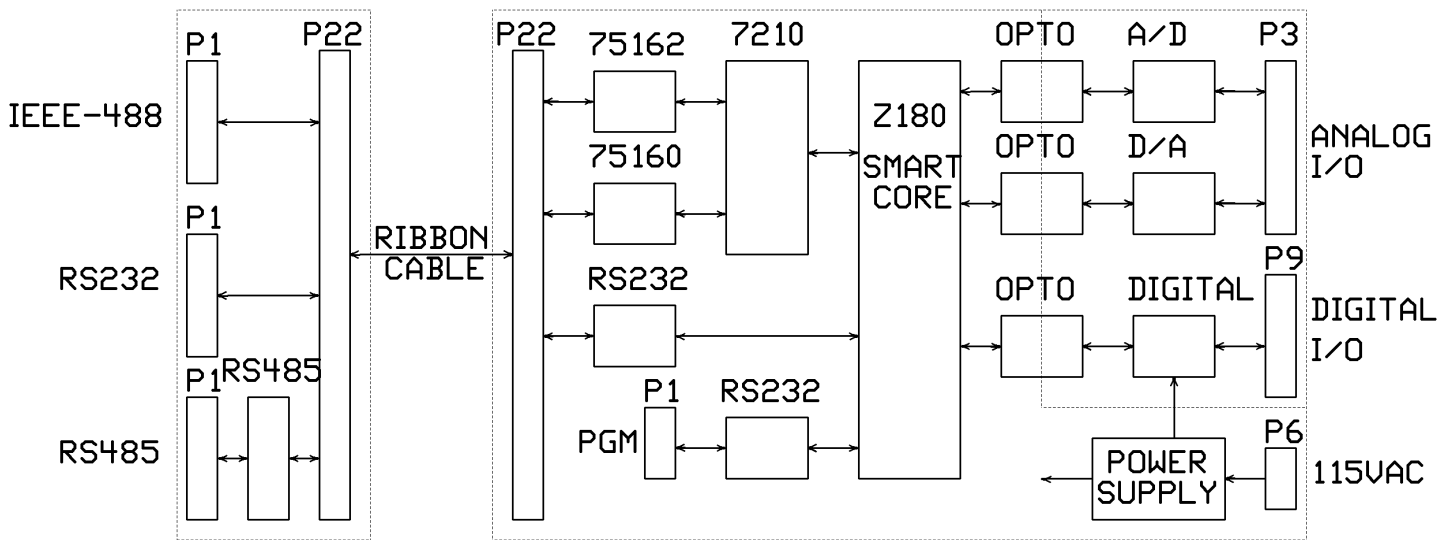 P1
P22
IEEE-488
P1
RS232
P1
RS485
RS485
RIBBON
CABLE
P22
75162
7210
75160
RS232
P1
RS232
PGM
Z180
SMART
CORE
OPTO
A/D
P3
OPTO
D/A
ANALOG
I/O
OPTO
DIGITAL
P9
DIGITAL
I/O
P6
POWER
SUPPLY
115VAC